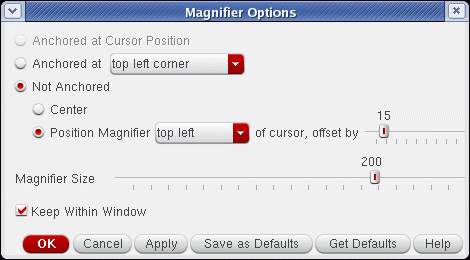 Magnifier Options
Anchored at Cursor Position
Anchored at top left corner
Not Anchored
Center
15
Position Magnifier top left of cursor, offset by
200
Magnifier Size
Keep Within Window
OK Cancel Apply Save as Defaults Get Defaults Help